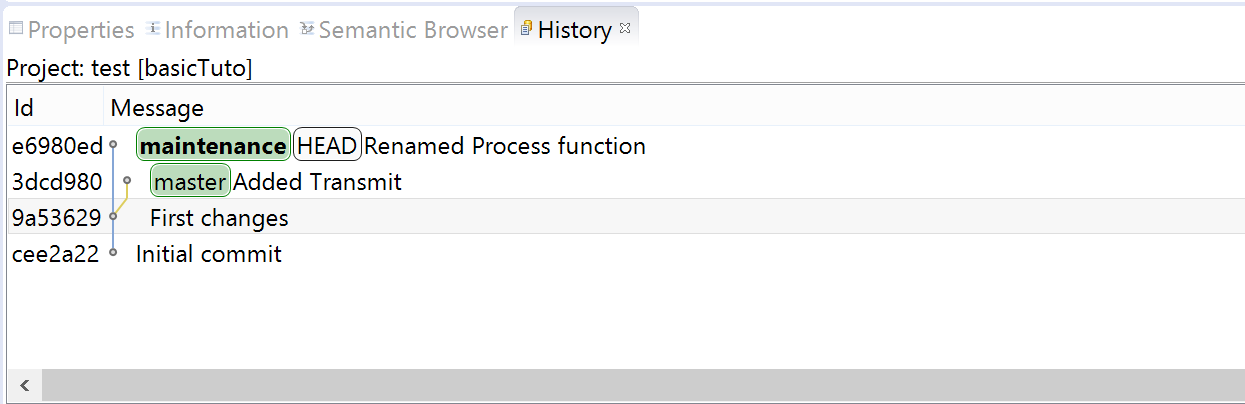 Properties Information Semantic Browser History
Project: test [basicTuto]
Id Message
e6980ed maintenance HEAD Renamed Process function
3dcd980 master Added Transmit
9a53629 First changes
cee2a22 Initial commit